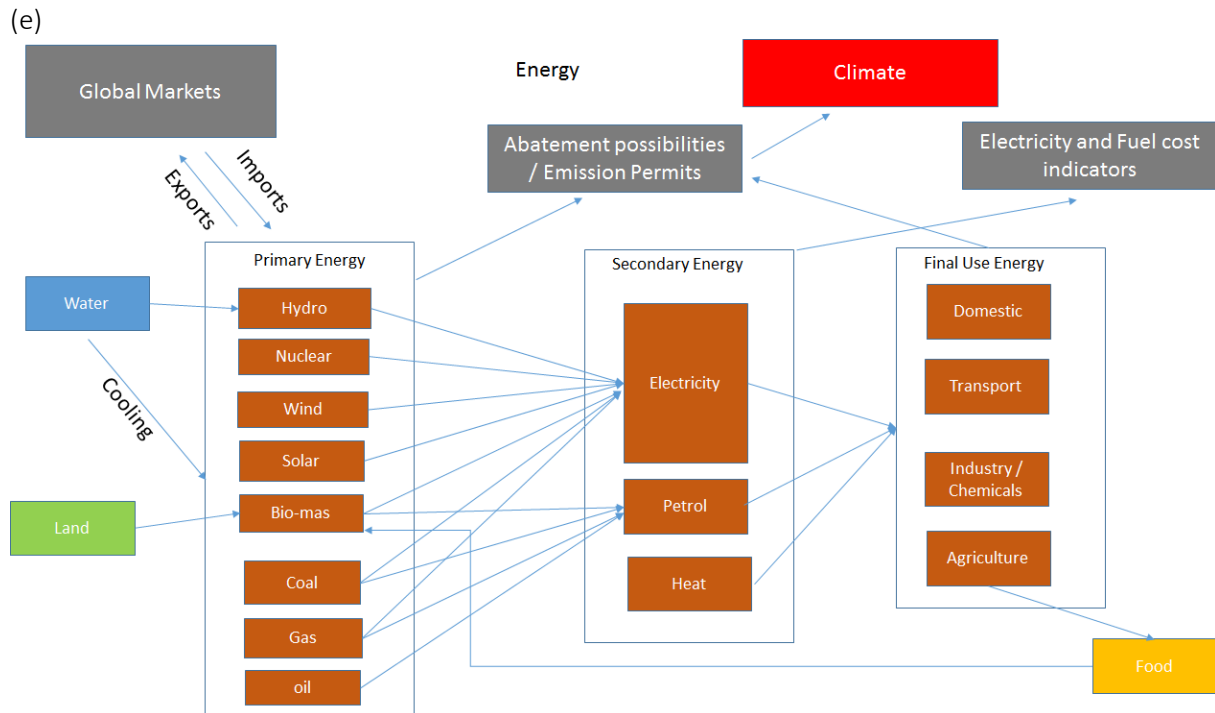 (e)
Energy
Climate
Global Markets
Abatement possibilities
/ Emission Permits
Electricity and Fuel cost
indicators
Imports
Exports
Primary Energy
Secondary Energy
Final Use Energy
Water
Hydro
Domestic
Nuclear
Electricity
Transport
Cooling
Wind
Solar
Industry /
Chemicals
Land
Bio-mas
Petrol
Agriculture
Coal
Heat
Gas
Food
oil